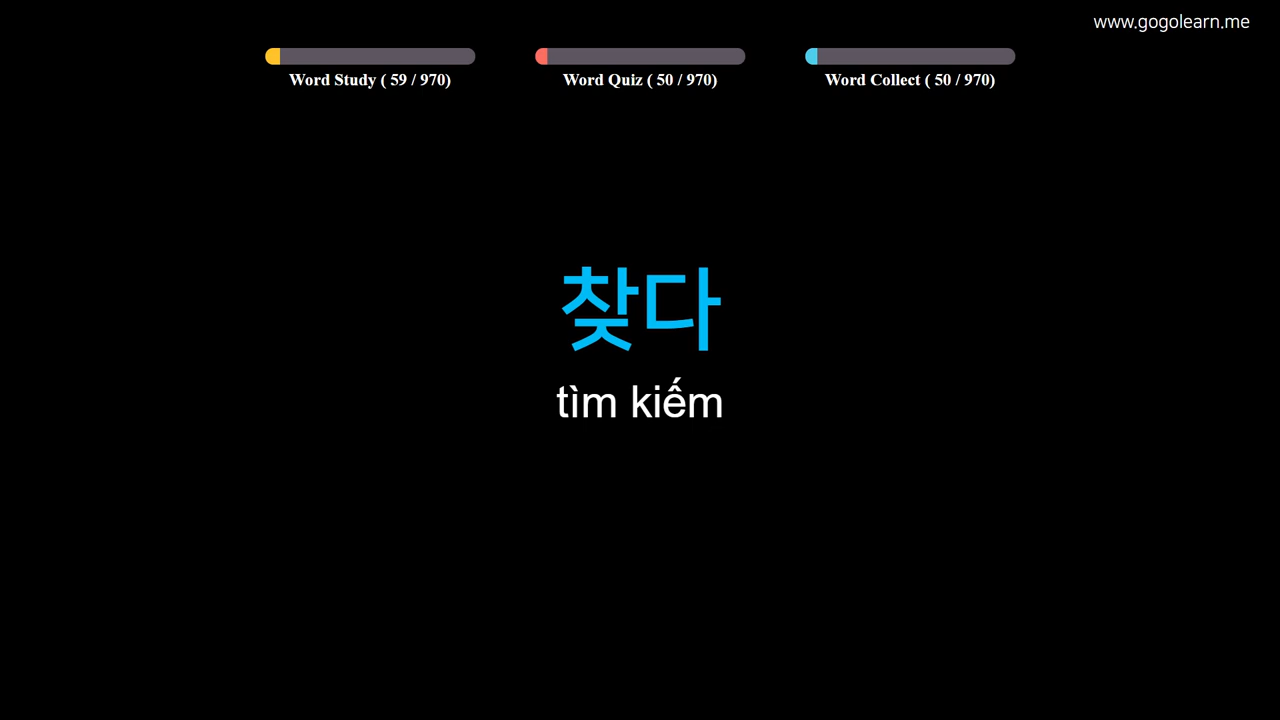 www.gogolearn.me
Word Study ( 59 / 970)
Word Quiz ( 50 / 970)
Word Collect ( 50 / 970)
찾다
tìm kiếm